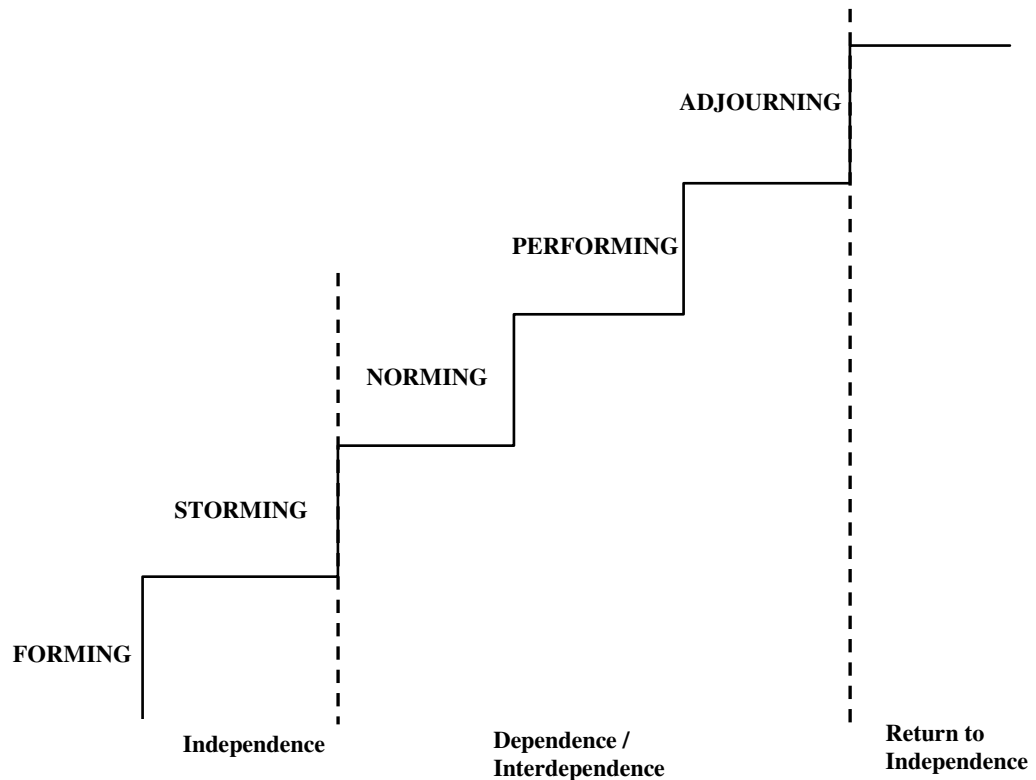 ADJOURNING
PERFORMING
NORMING
STORMING
FORMING
Independence
Dependence /
Interdependence
Return to
Independence